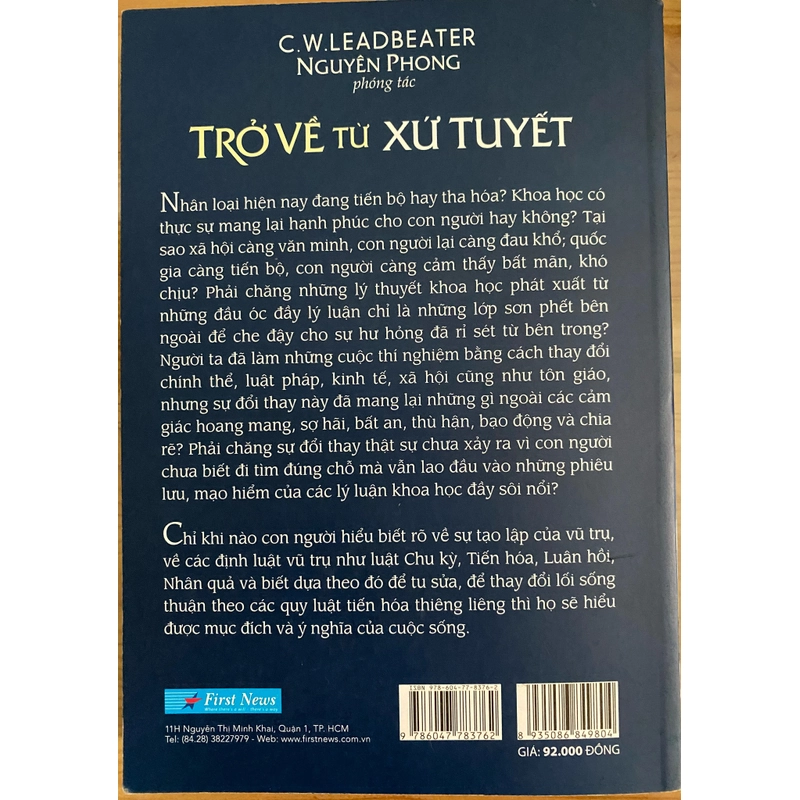 C.W.LEADBEATER
NGUYÊN PHONG
phóng tác
TRỞ VỀ TỪ XỨ TUYẾT
Nhân loại hiện nay đang tiến bộ hay tha hóa? Khoa học có
thực sự mang lại hạnh phúc cho con người hay không? Tại
sao xã hội càng văn minh, con người lại càng đau khổ; quốc
gia càng tiến bộ, con người càng cảm thấy bất mãn, khó
chịu? Phải chăng những lý thuyết khoa học phát xuất từ
những đầu óc đầy lý luận chỉ là những lớp sơn phết bên
ngoài để che đậy cho sự hư hỏng đã rỉ sét từ bên trong?
Người ta đã làm những cuộc thí nghiệm bằng cách thay đổi
chính thể, luật pháp, kinh tế, xã hội cũng như tôn giáo,
nhưng sự đổi thay này đã mang lại những gì ngoài các cảm
giác hoang mang, sợ hãi, bất an, thù hận, bạo động và chia
rẽ? Phải chăng sự đổi thay thật sự chưa xảy ra vì con người
chưa biết đi tìm đúng chỗ mà vẫn lao đầu vào những phiêu
lưu, mạo hiểm của các lý luận khoa học đầy sôi nổi?
Chỉ khi nào con người hiểu biết rõ về sự tạo lập của vũ trụ,
về các định luật vũ trụ như luật Chu kỳ, Tiến hóa, Luân hồi,
Nhân quả và biết dựa theo đó để tu sửa, để thay đổi lối sống
thuận theo các quy luật tiến hóa thiêng liêng thì họ sẽ hiểu
được mục đích và ý nghĩa của cuộc sống.
First News
Where there's a will - there's a way
11H Nguyễn Thị Minh Khai, Quận 1, TP. HCM
Tel: (84.28) 38227979 - Web: www.firstnews.com.vn
ISBN 978-604-77-8376-2
9 786047 783762
8 935086 849804
GIÁ: 92.000 ĐỒNG